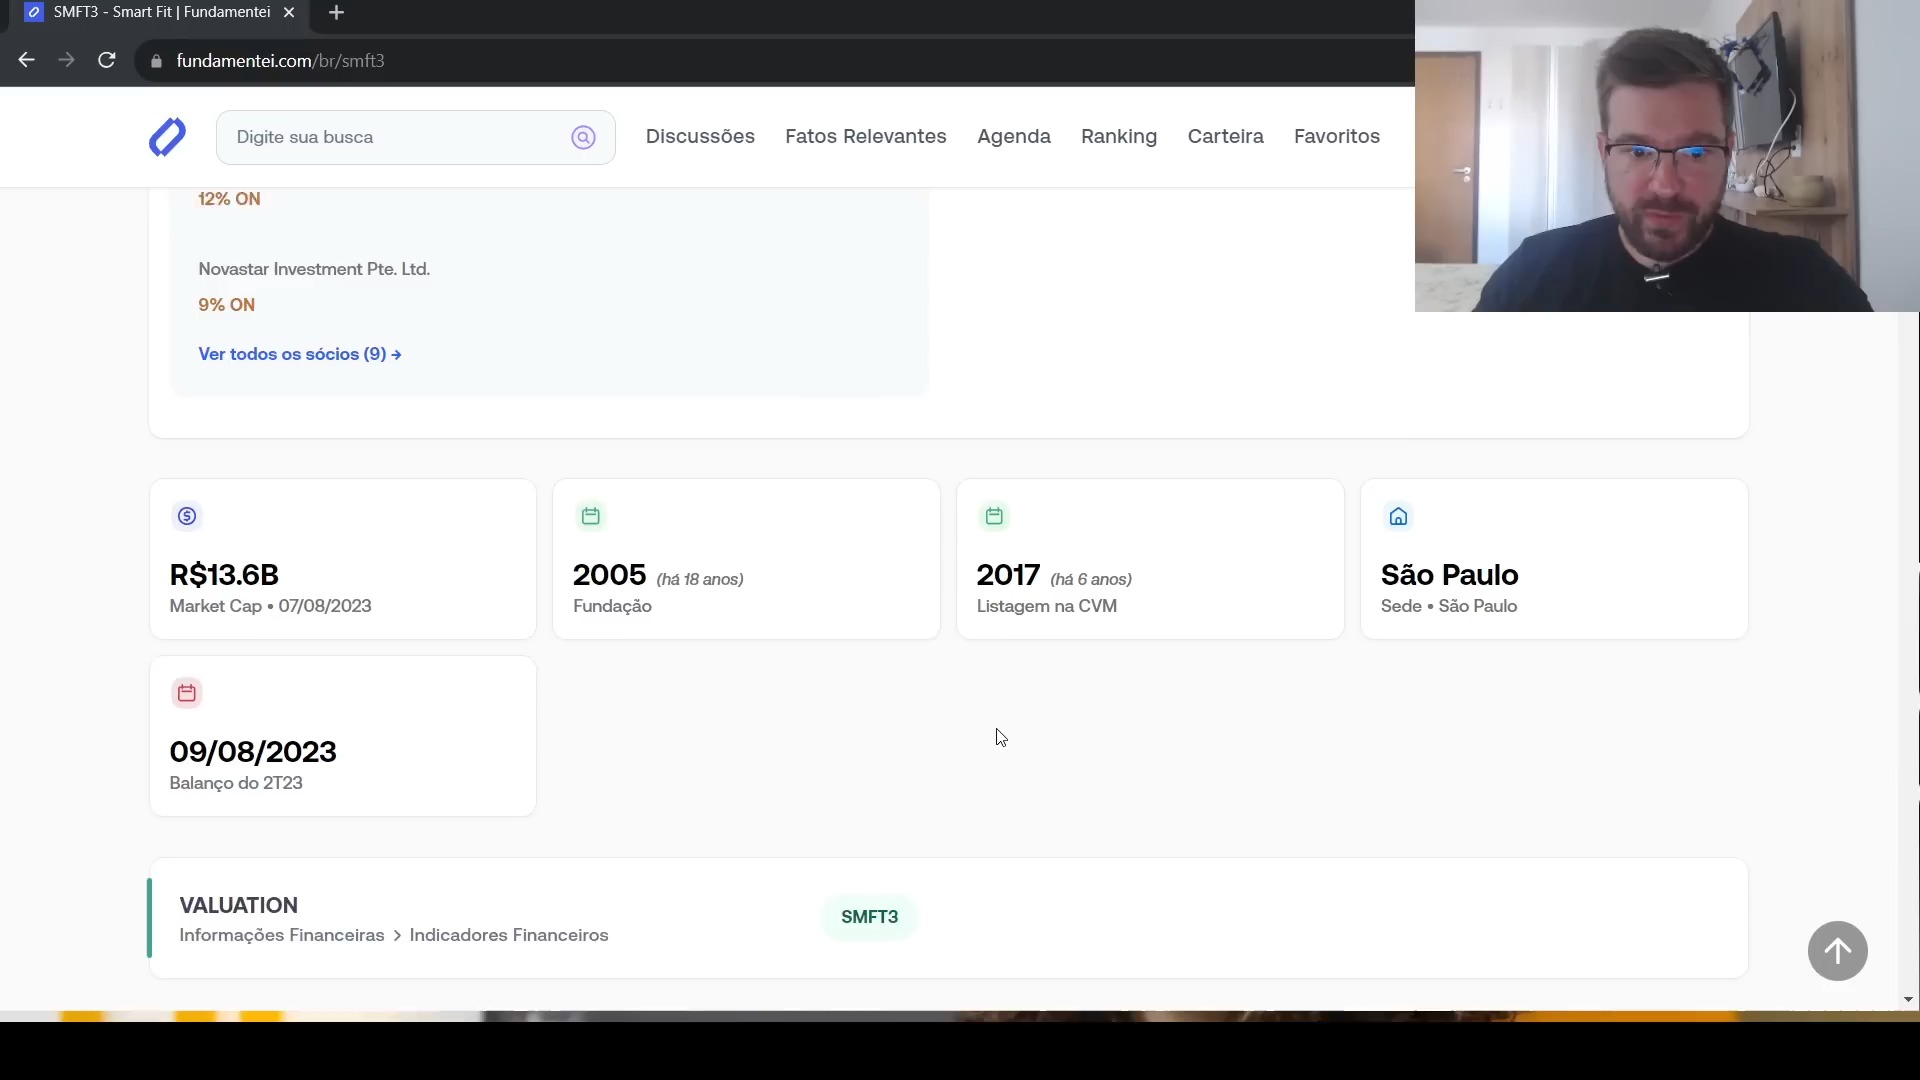 SMFT3 - Smart Fit | Fundamentei
fundamentei.com/br/smft3
Digite sua busca
Discussões
Fatos Relevantes
Agenda
Ranking
Carteira
Favoritos
12% ON
Novastar Investment Pte. Ltd.
9% ON
Ver todos os sócios (9) →
R$13.6B
Market Cap • 07/08/2023
2005 (há 18 anos)
Fundação
2017 (há 6 anos)
Listagem na CVM
São Paulo
Sede • São Paulo
09/08/2023
Balanço do 2T23
VALUATION
Informações Financeiras > Indicadores Financeiros
SMFT3